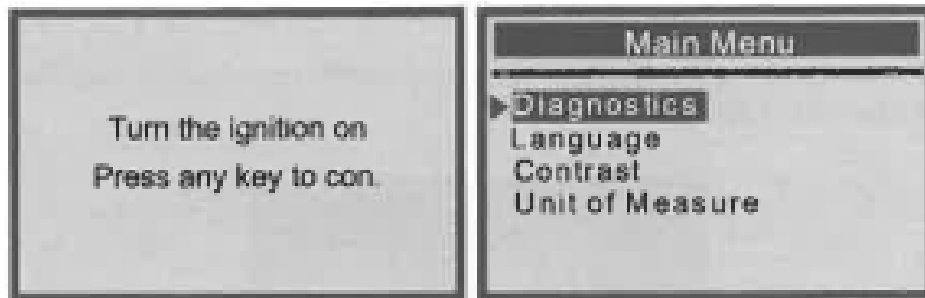 Turn the ignition on
Press any key to con.
Main Menu
Diagnostics
Language
Contrast
Unit of Measure